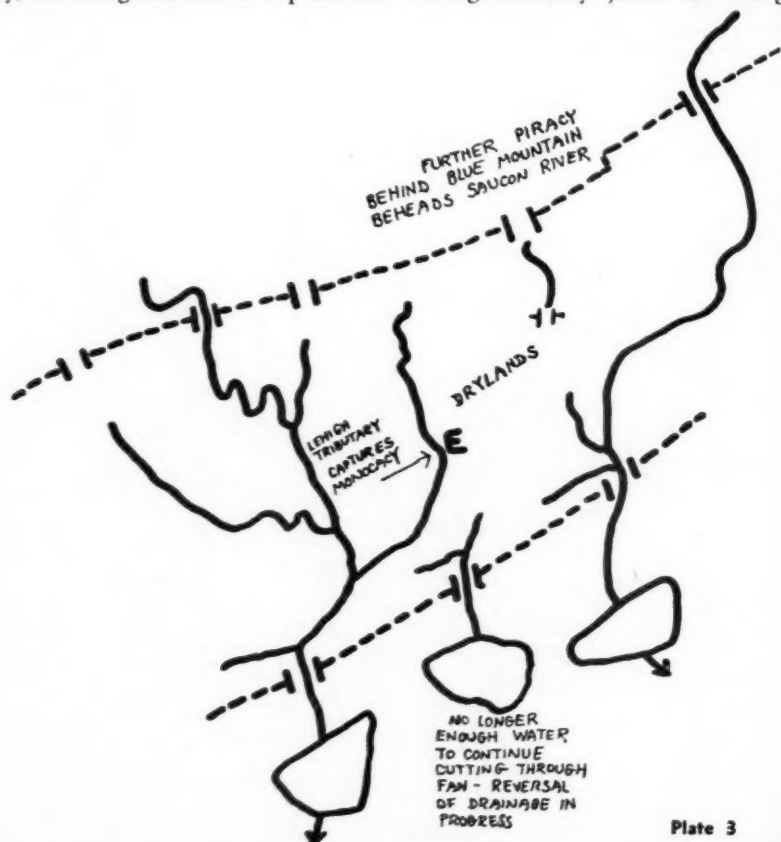 FURTHER PIRACY
BEHIND BLUE MOUNTAIN
BEHEADS SAUCON RIVER
DRYLANDS
LEHIGH
TRIBUTARY
CAPTURES
MONOCACY
E
NO LONGER
ENOUGH WATER
TO CONTINUE
CUTTING THROUGH
FAN - REVERSAL
OF DRAINAGE IN
PROGRESS
Plate 3